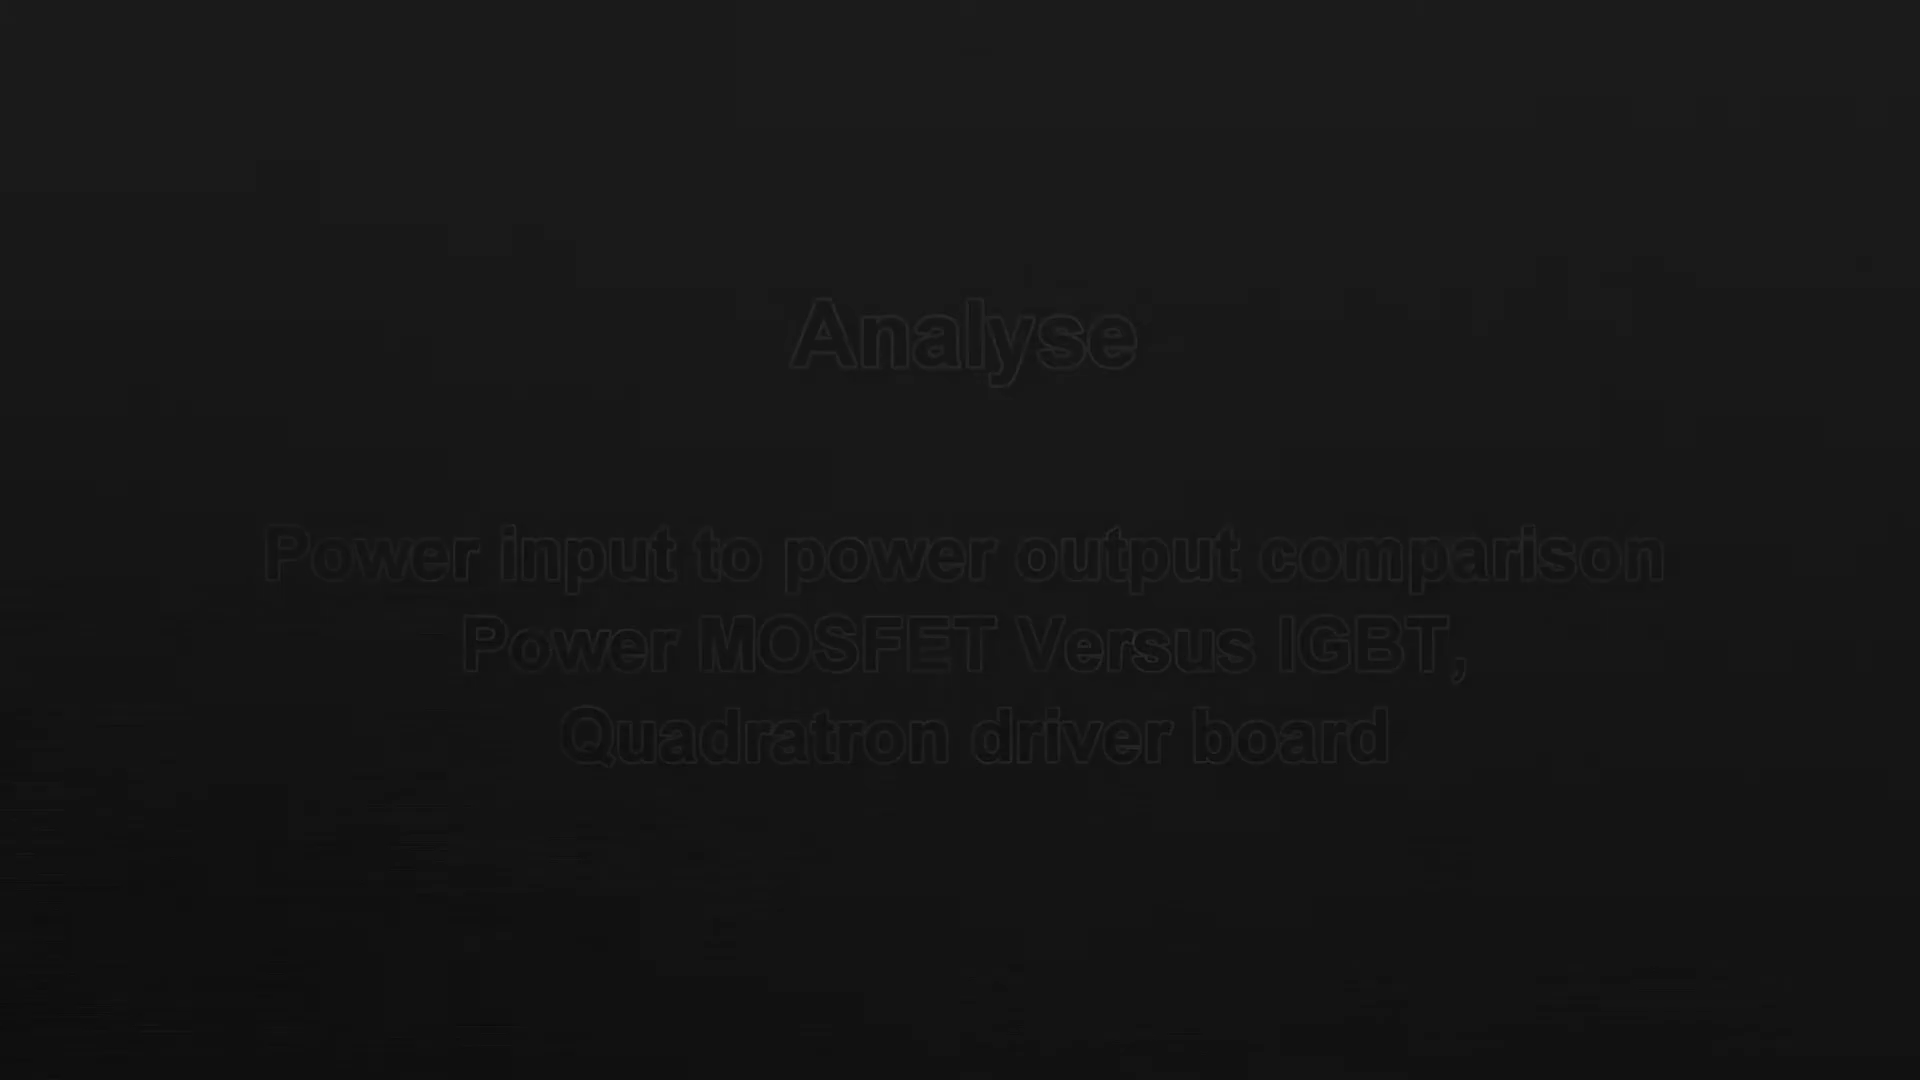 Analyse
Power input to power output comparison
Power MOSFET Versus IGBT,
Quadratron driver board